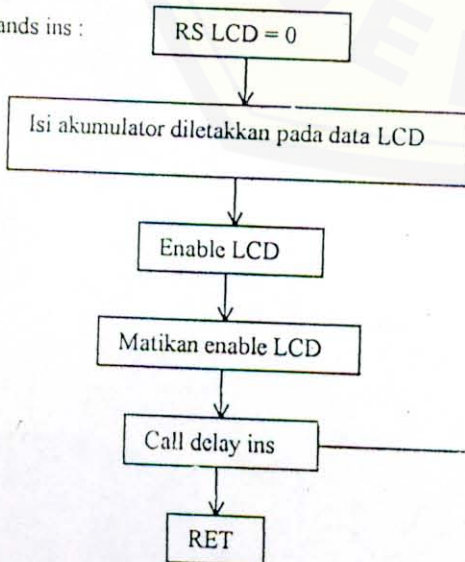 ands ins :
RS LCD = 0
Isi akumulator diletakkan pada data LCD
Enable LCD
Matikan enable LCD
Call delay ins
RET